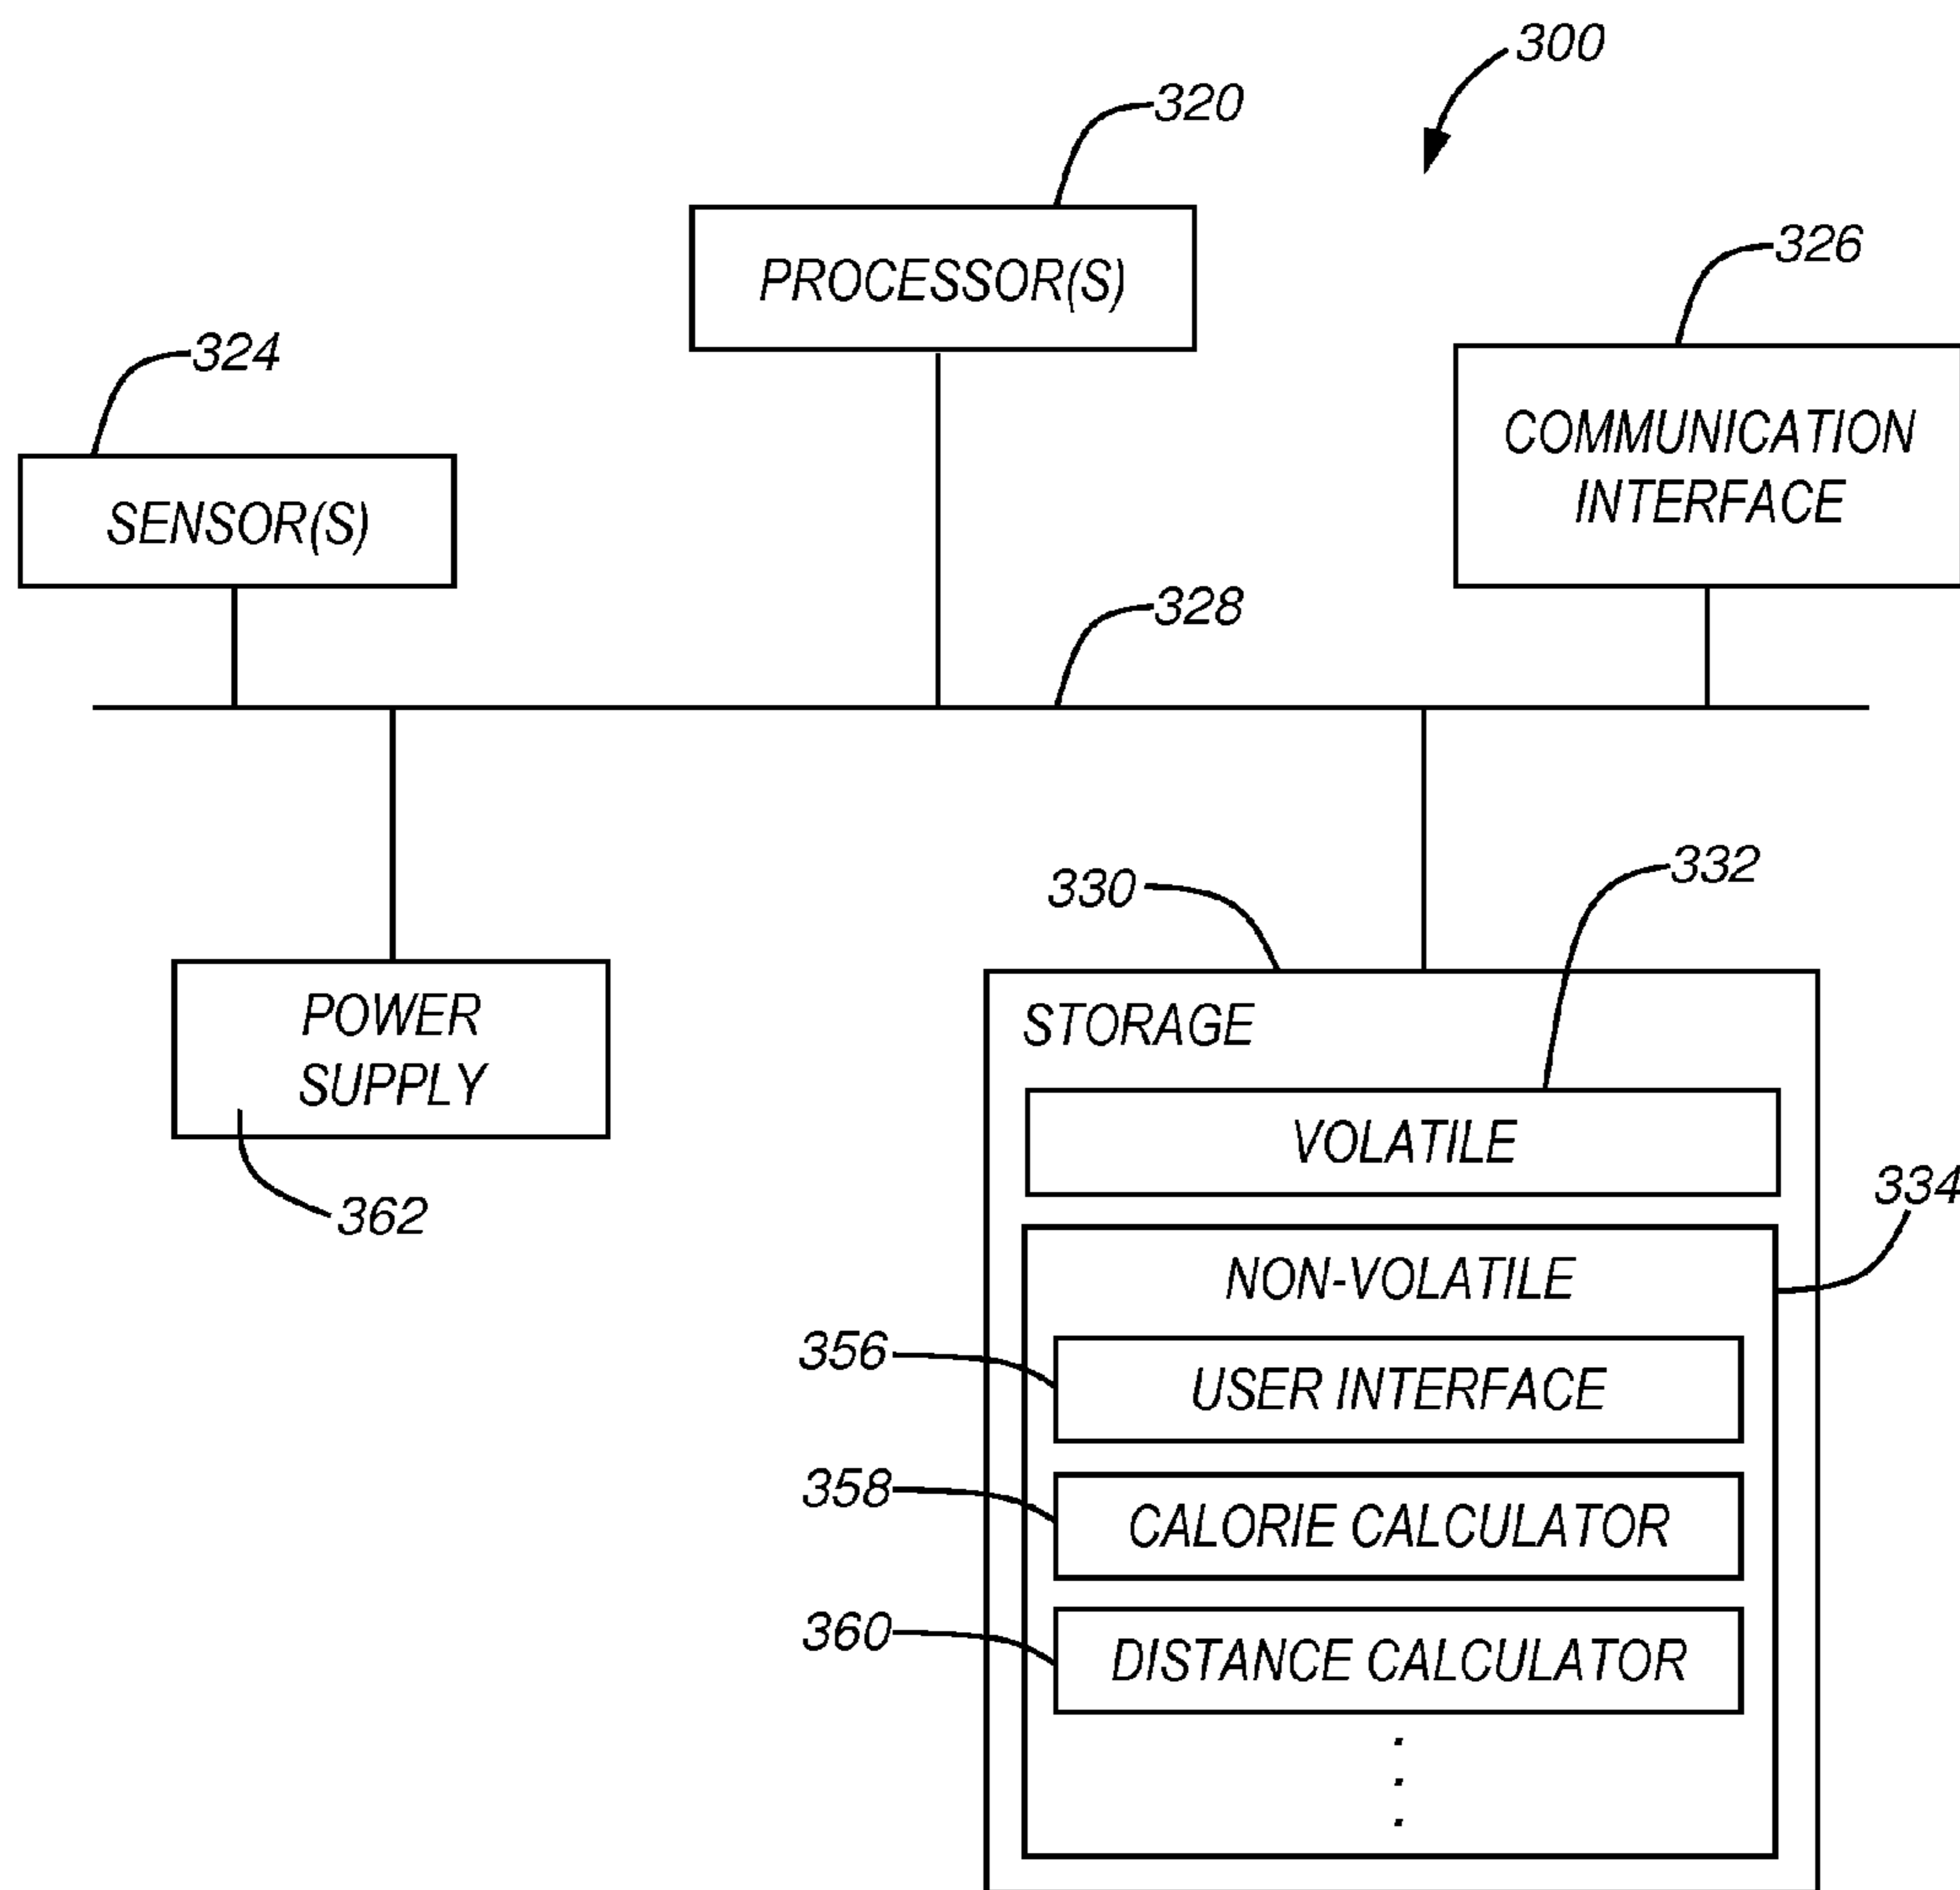 300
320
PROCESSOR(S)
326
324
COMMUNICATION
INTERFACE
SENSOR(S)
328
332
330
POWER
SUPPLY
STORAGE
VOLATILE
334
362
NON-VOLATILE
356
USER INTERFACE
358
CALORIE CALCULATOR
360
DISTANCE CALCULATOR